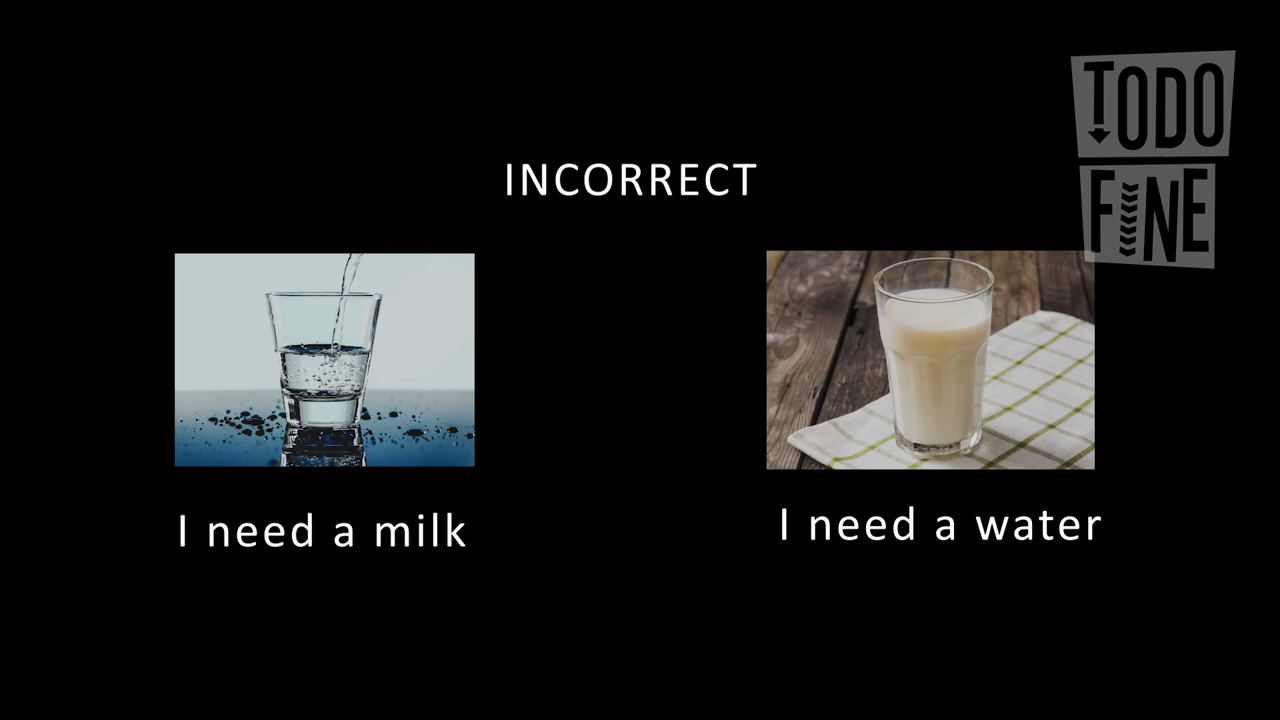 TODO
FINE
INCORRECT
I need a milk
I need a water